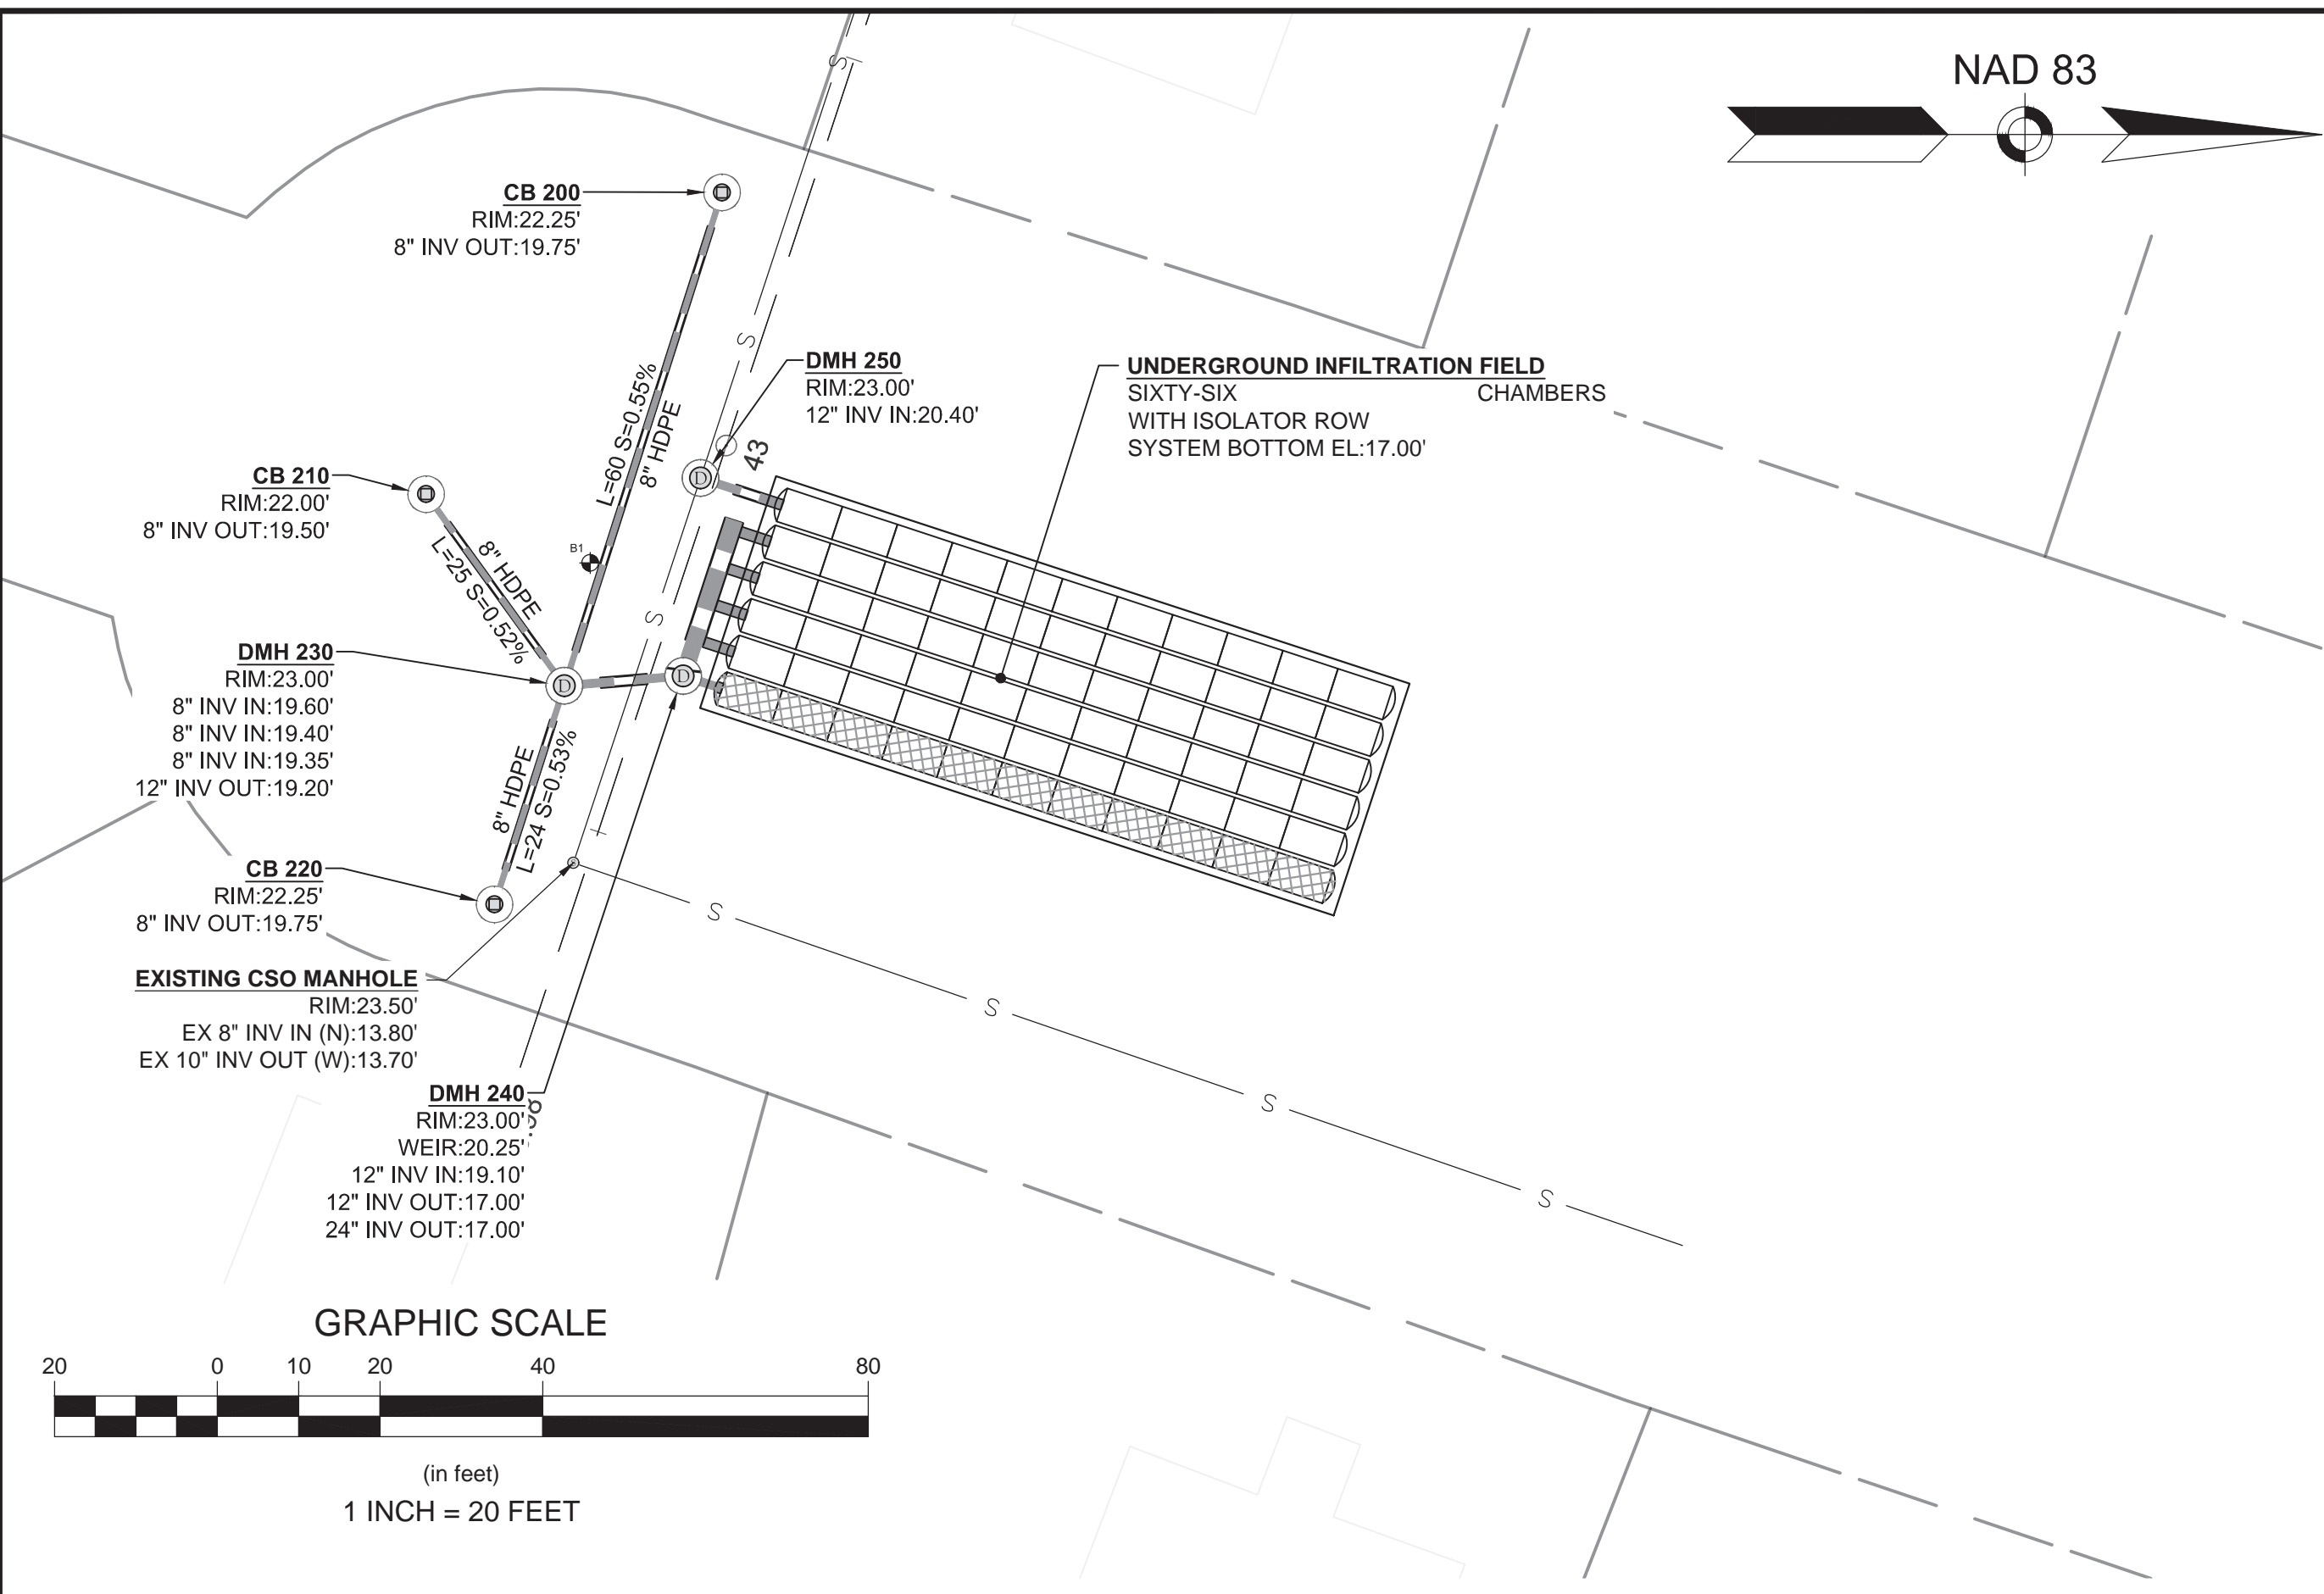 NAD 83
CB 200
RIM:22.25'
8" INV OUT:19.75'
L=60 S=0.55%
8" HDPE
DMH 250
RIM:23.00'
12" INV IN:20.40'
43
UNDERGROUND INFILTRATION FIELD
SIXTY-SIX CHAMBERS
WITH ISOLATOR ROW
SYSTEM BOTTOM EL:17.00'
CB 210
RIM:22.00'
8" INV OUT:19.50'
8" HDPE
L=25 S=0.52%
B1
D
DMH 230
RIM:23.00'
8" INV IN:19.60'
8" INV IN:19.40'
8" INV IN:19.35'
12" INV OUT:19.20'
D
D
8" HDPE
L=24 S=0.53%
CB 220
RIM:22.25'
8" INV OUT:19.75'
EXISTING CSO MANHOLE
RIM:23.50'
EX 8" INV IN (N):13.80'
EX 10" INV OUT (W):13.70'
DMH 240
RIM:23.00'
WEIR:20.25'
12" INV IN:19.10'
12" INV OUT:17.00'
24" INV OUT:17.00'
S
S
S
S
S
S
S
GRAPHIC SCALE
20 0 10 20 40 80
(in feet)
1 INCH = 20 FEET